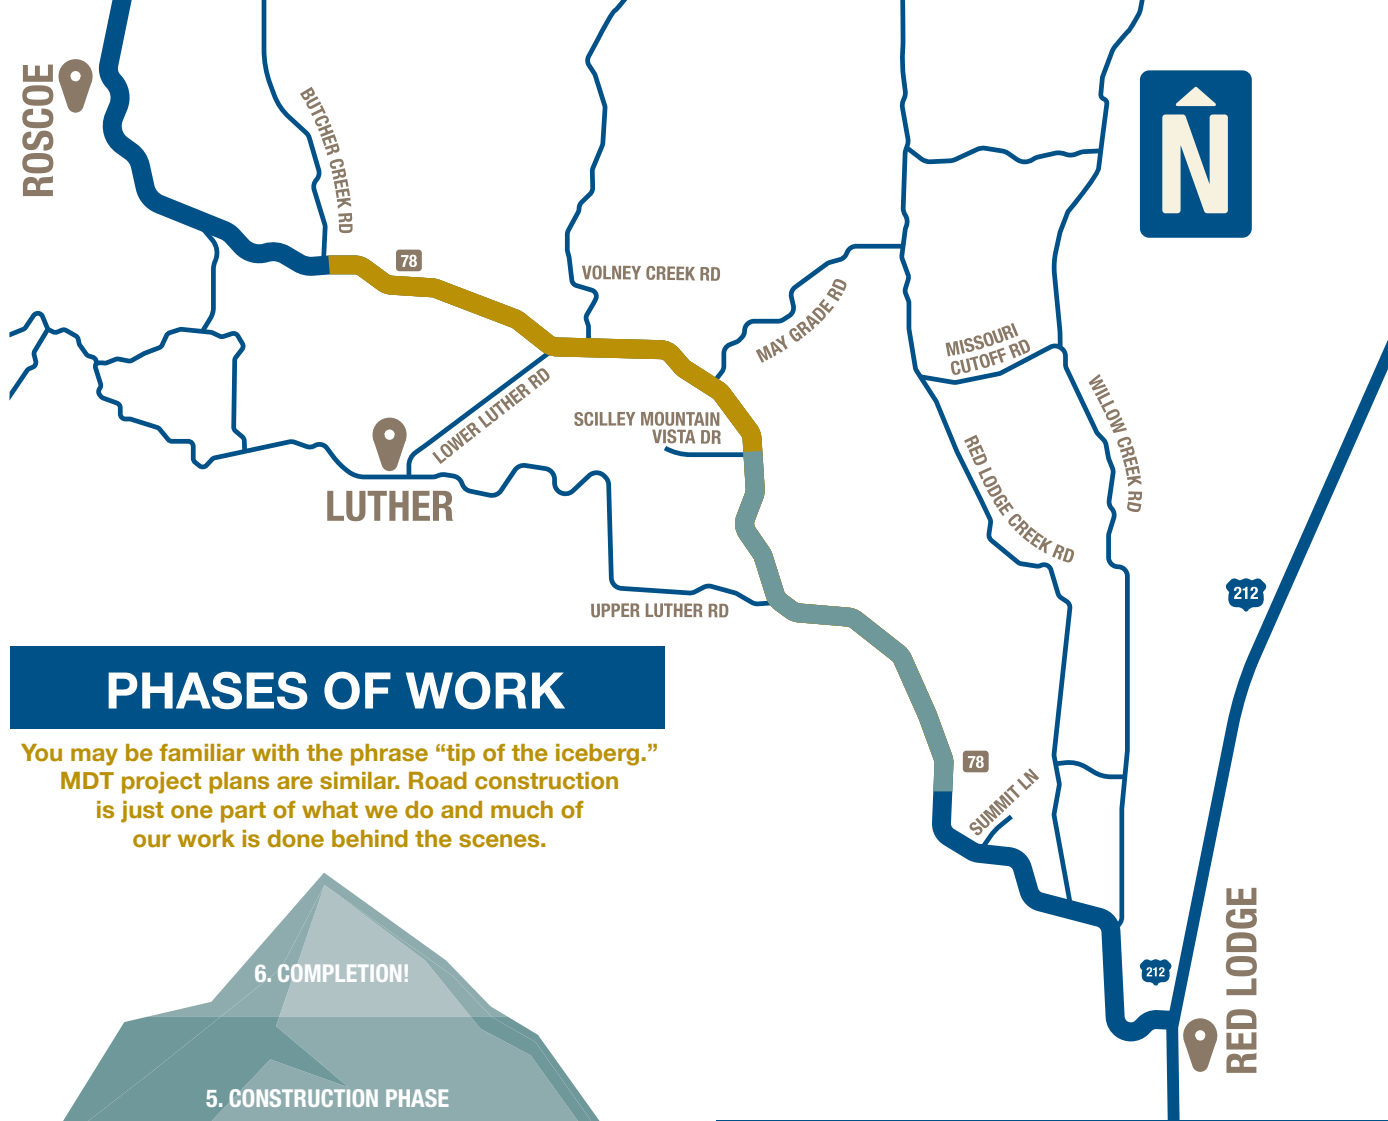 ROSCOE
BUTCHER CREEK RD
78
VOLNEY CREEK RD
MAY GRADE RD
N
MISSOURI
CUTOFF RD
WILLOW CREEK RD
LOWER LUTHER RD
SCILLEY MOUNTAIN
VISTA DR
RED LODGE CREEK RD
LUTHER
UPPER LUTHER RD
212
PHASES OF WORK
You may be familiar with the phrase “tip of the iceberg.”
MDT project plans are similar. Road construction
is just one part of what we do and much of
our work is done behind the scenes.
78
SUMMIT LN
212
RED LODGE
6. COMPLETION!
5. CONSTRUCTION PHASE